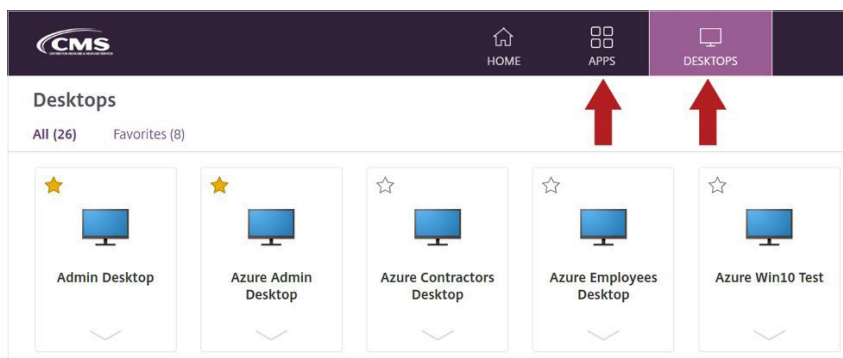 CMS
HOME
APPS
DESKTOPS
Desktops
All (26)
Favorites (8)
Admin Desktop
Azure Admin
Desktop
Azure Contractors
Desktop
Azure Employees
Desktop
Azure Win10 Test